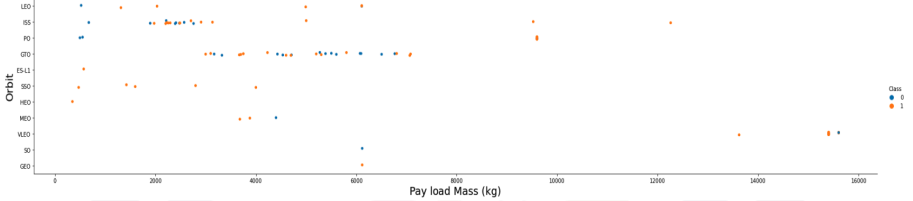 LEO
ISS
PO
GTO
ES-L1
SSO
HEO
MEO
VLEO
SO
GEO
Orbit
0
2000
4000
6000
8000
10000
12000
14000
16000
Pay load Mass (kg)
Class
0
1